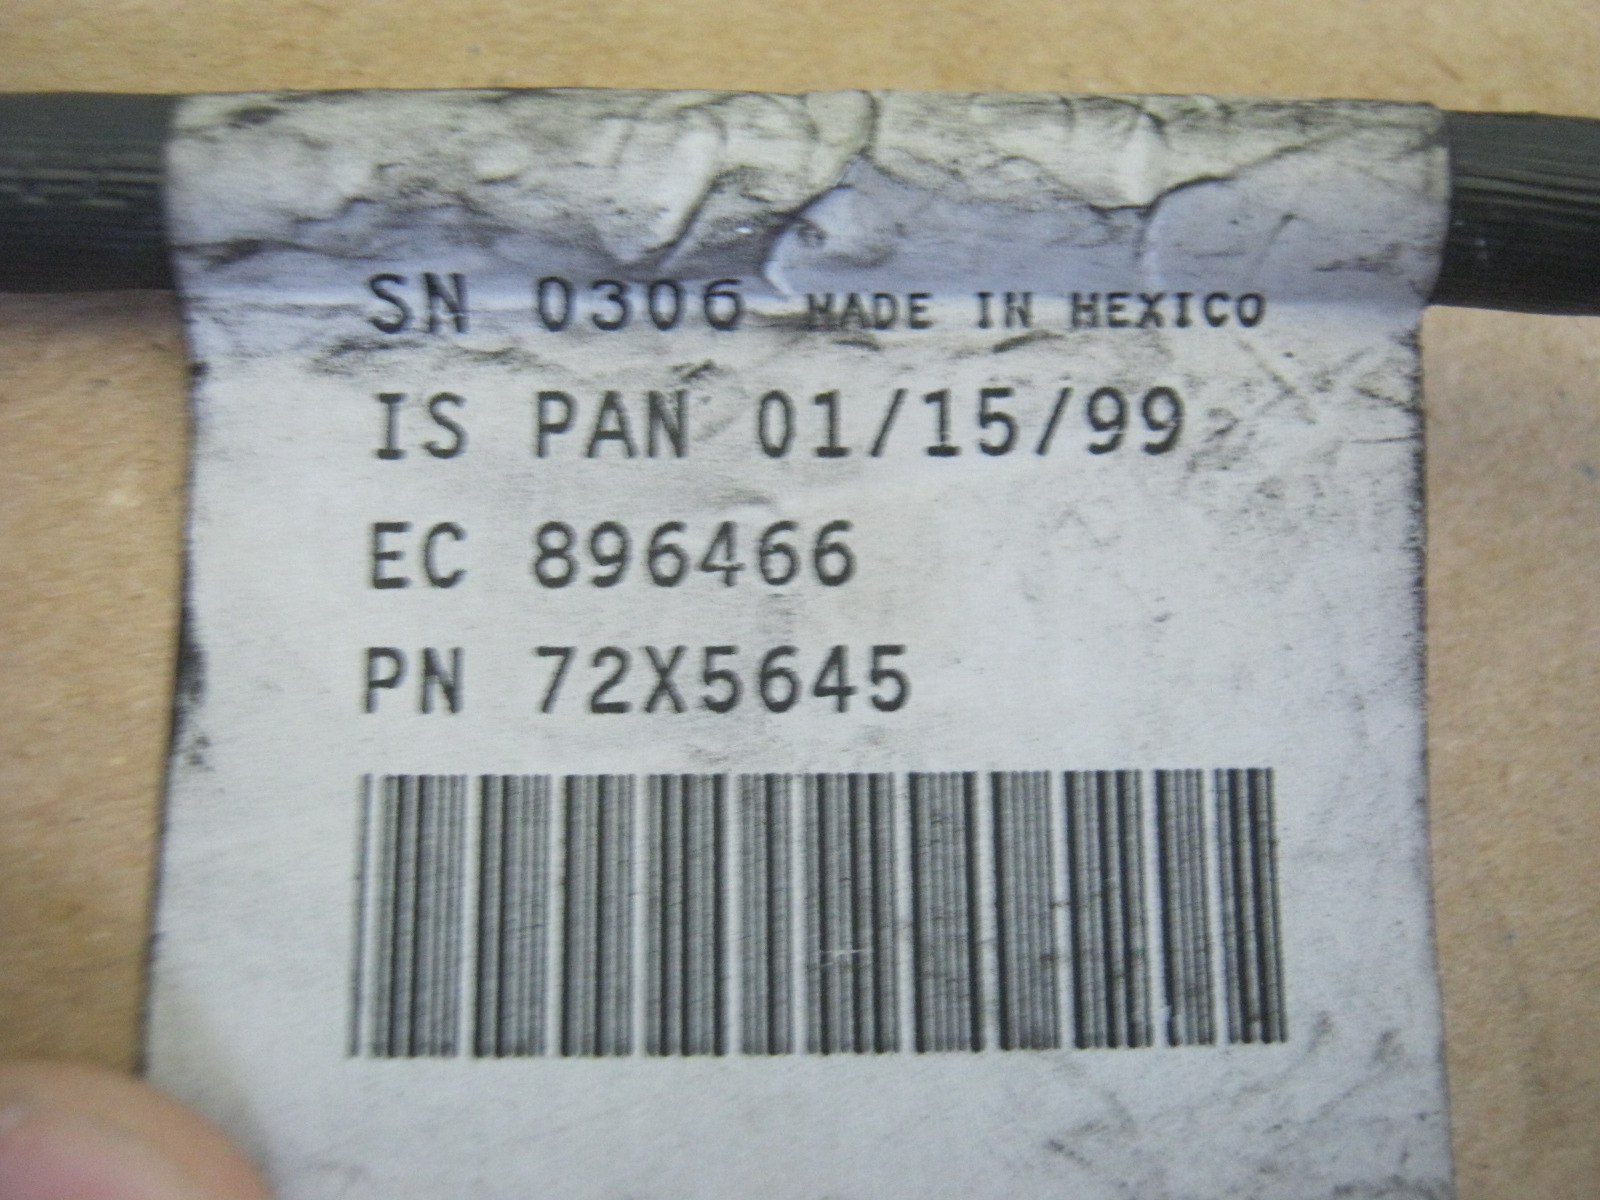 SN 0306 MADE IN MEXICO
IS PAN 01/15/99
EC 896466
PN 72X5645